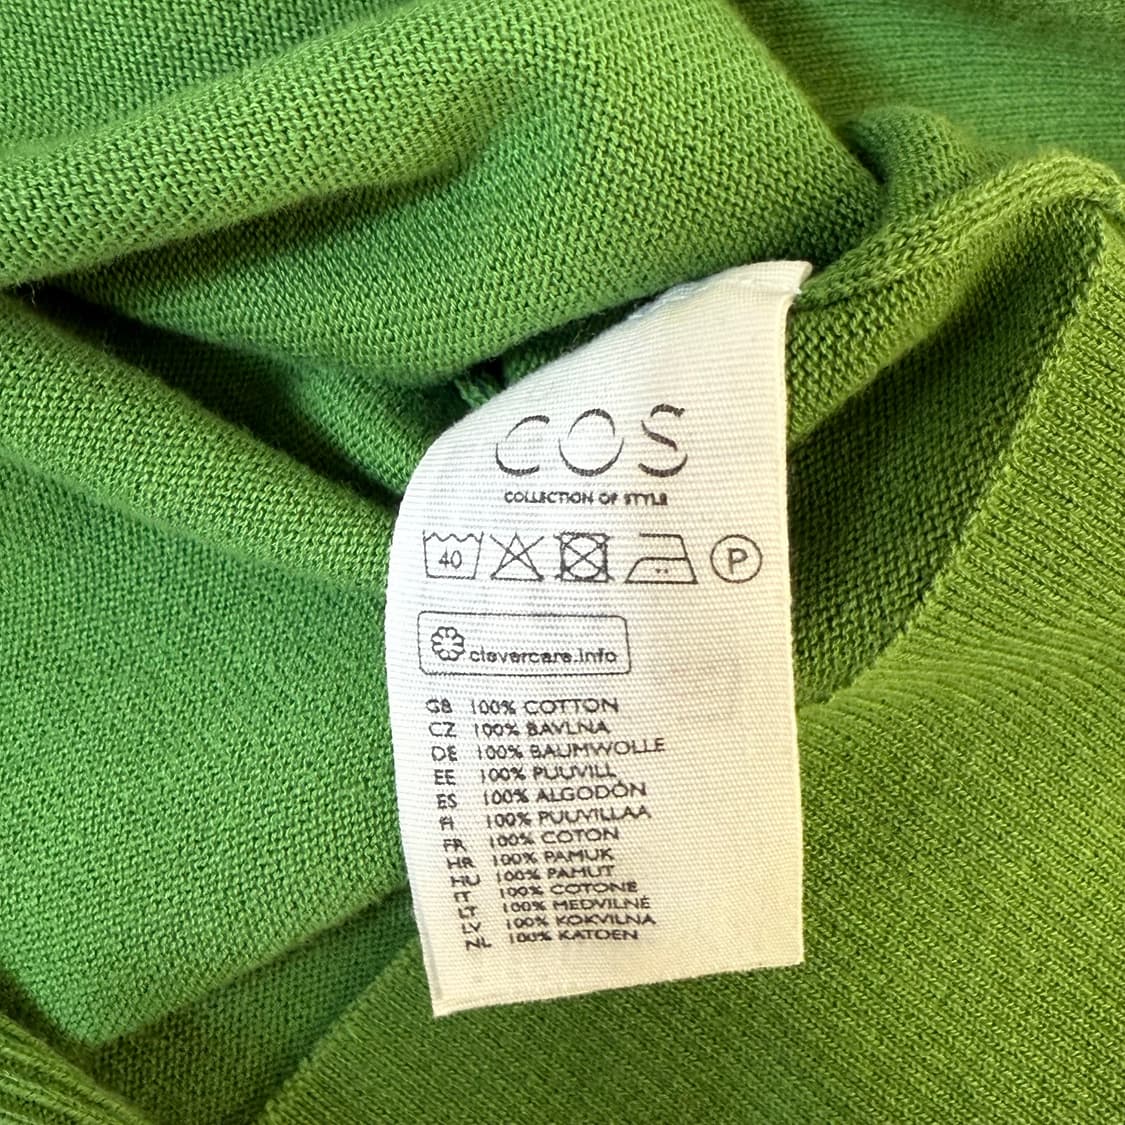 COS
COLLECTION OF STYLE
40 P
clevercare.info
GB 100% COTTON
CZ 100% BAVLNA
DE 100% BAUMWOLLE
EE 100% PUUVILL
ES 100% ALGODÓN
FI 100% PUUVILLAA
FR 100% COTON
HR 100% PAMUK
HU 100% PAMUT
IT 100% COTONE
LT 100% MEDVILNĖ
LV 100% KOKVILNA
NL 100% KATOEN